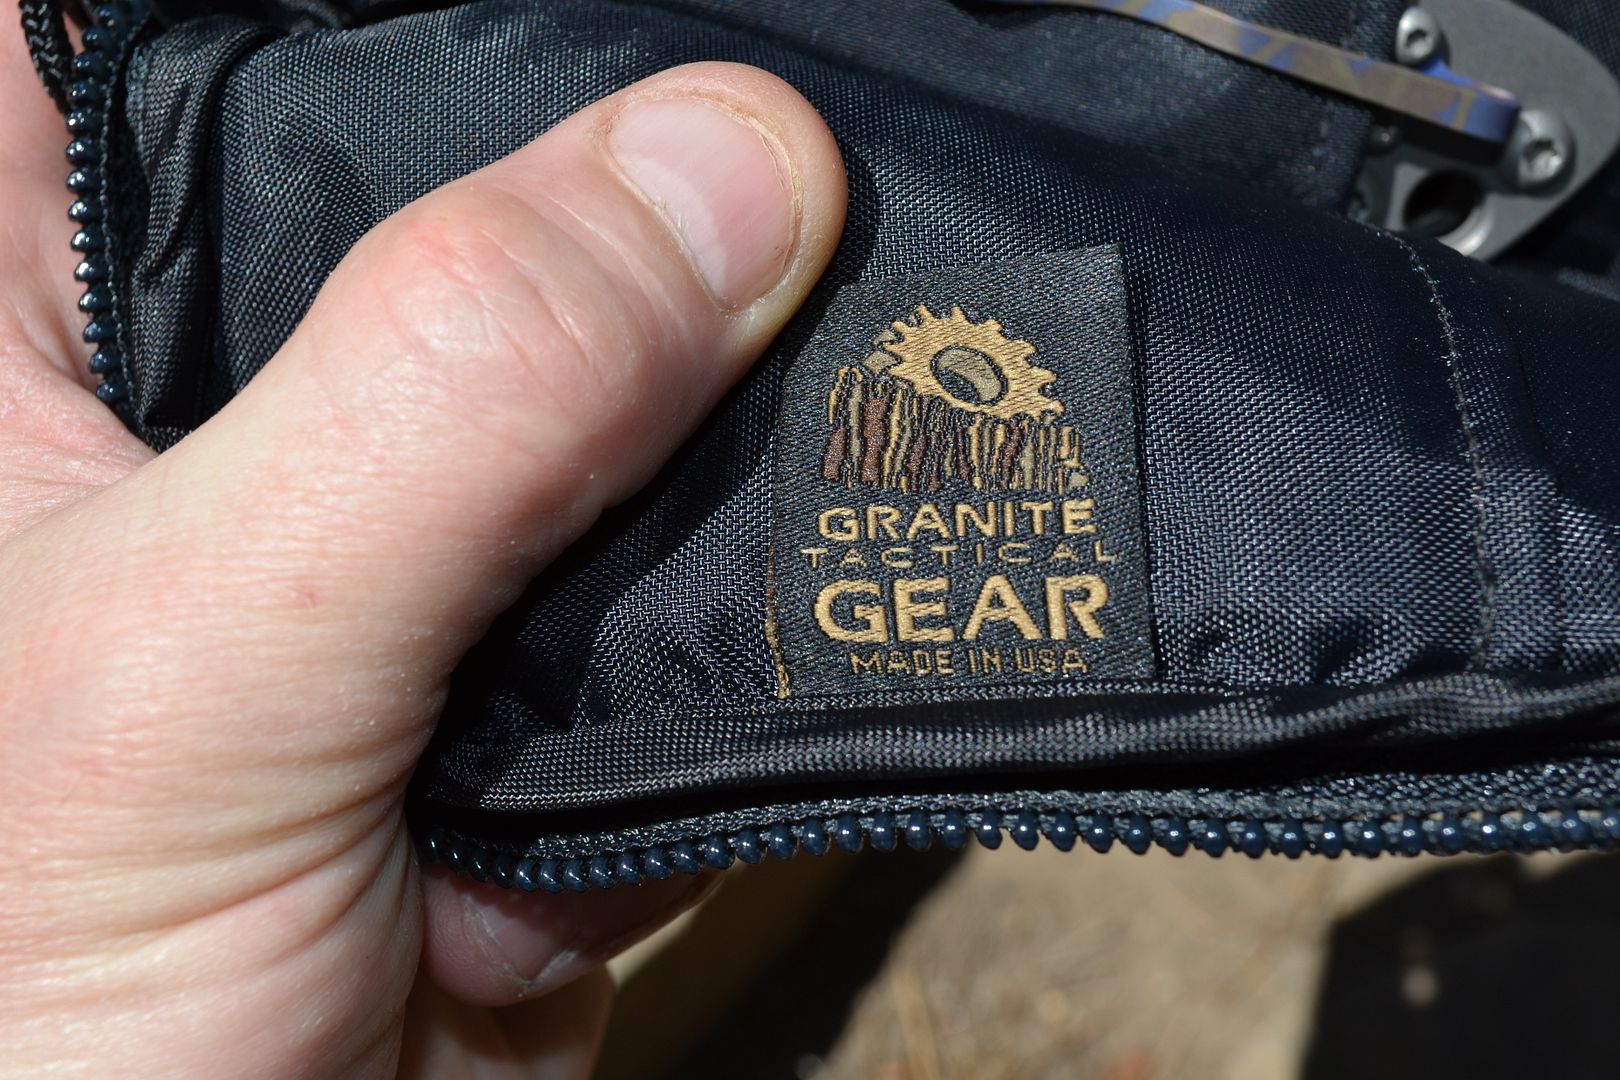 GRANITE
TACTICAL
GEAR
MADE IN USA